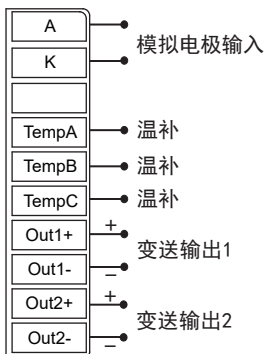 A
模拟电极输入
K
TempA 温补
TempB 温补
TempC 温补
Out1+ +
变送输出1
Out1- −
Out2+ +
变送输出2
Out2- −